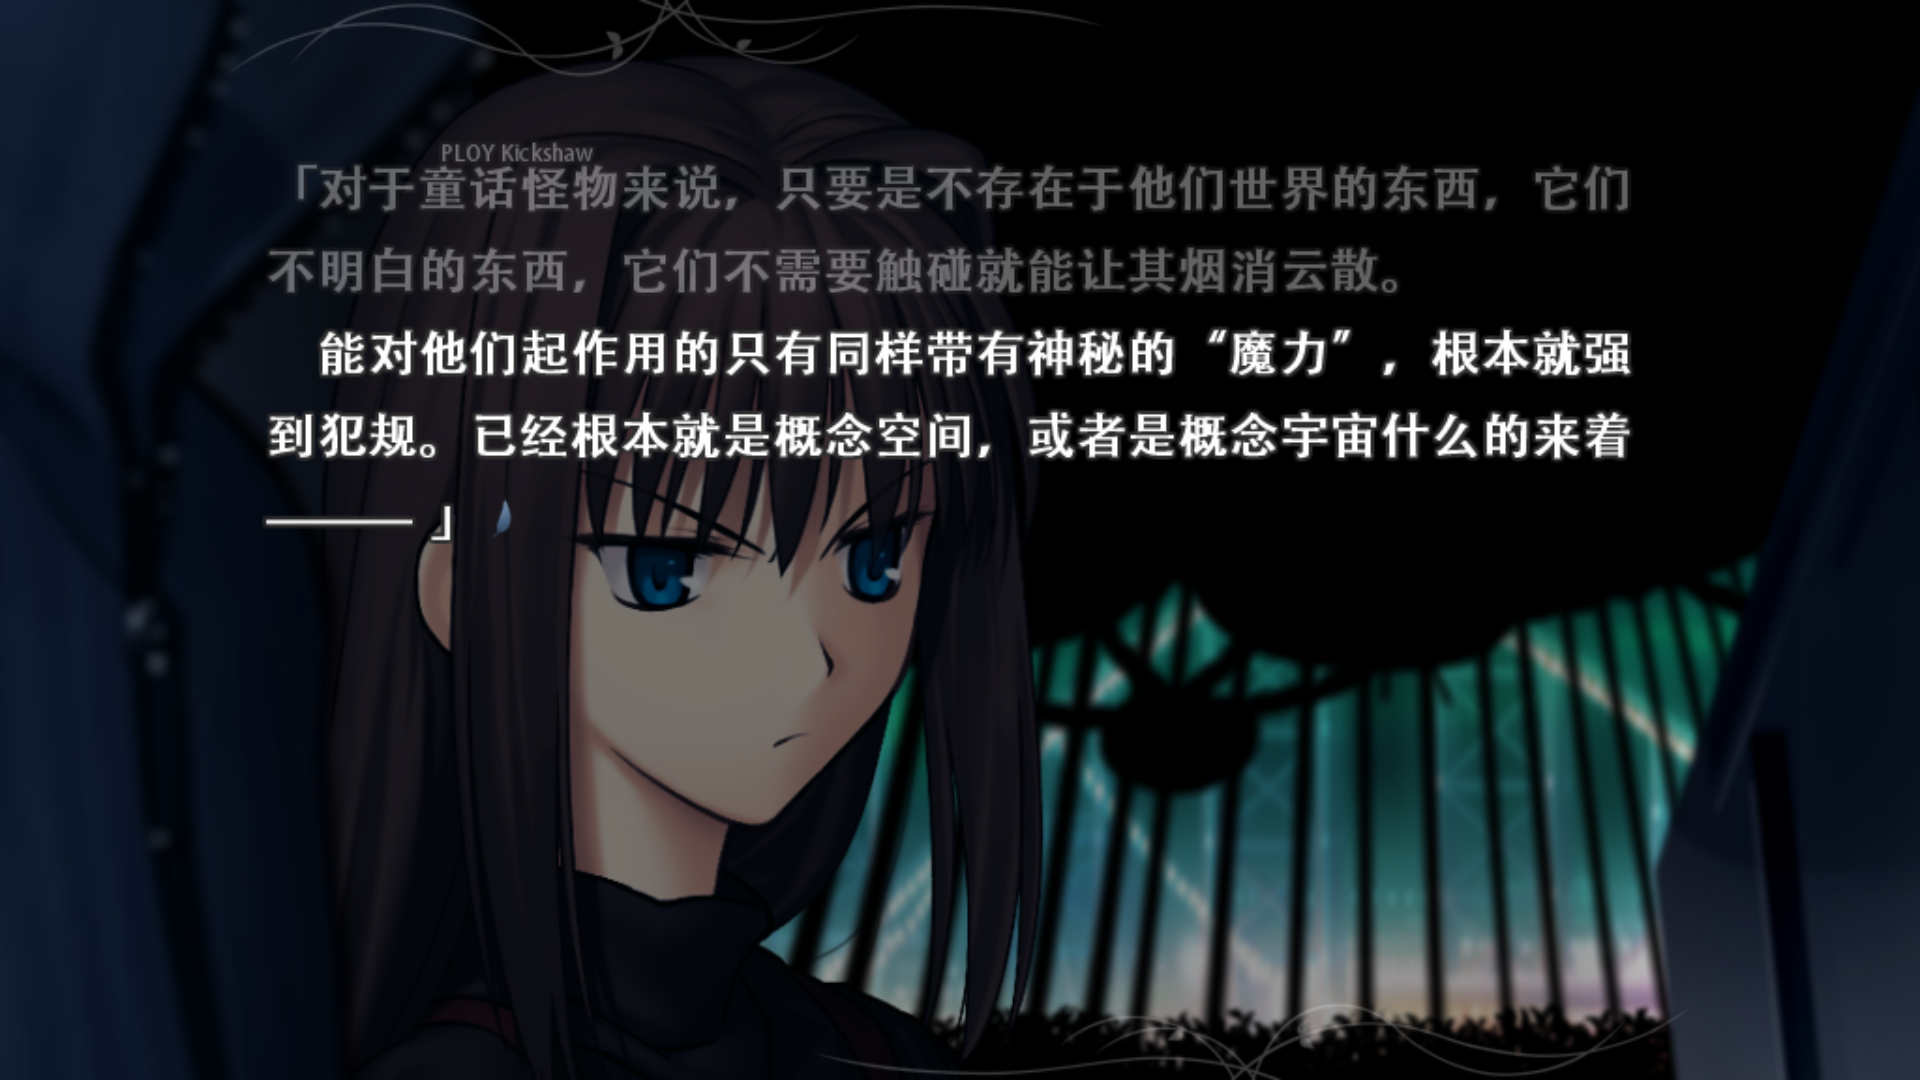 PLOY Kickshaw
「对于童话怪物来说，只要是不存在于他们世界的东西，它们
不明白的东西，它们不需要触碰就能让其烟消云散。
能对他们起作用的只有同样带有神秘的“魔力”，根本就强
到犯规。已经根本就是概念空间，或者是概念宇宙什么的来着
———』